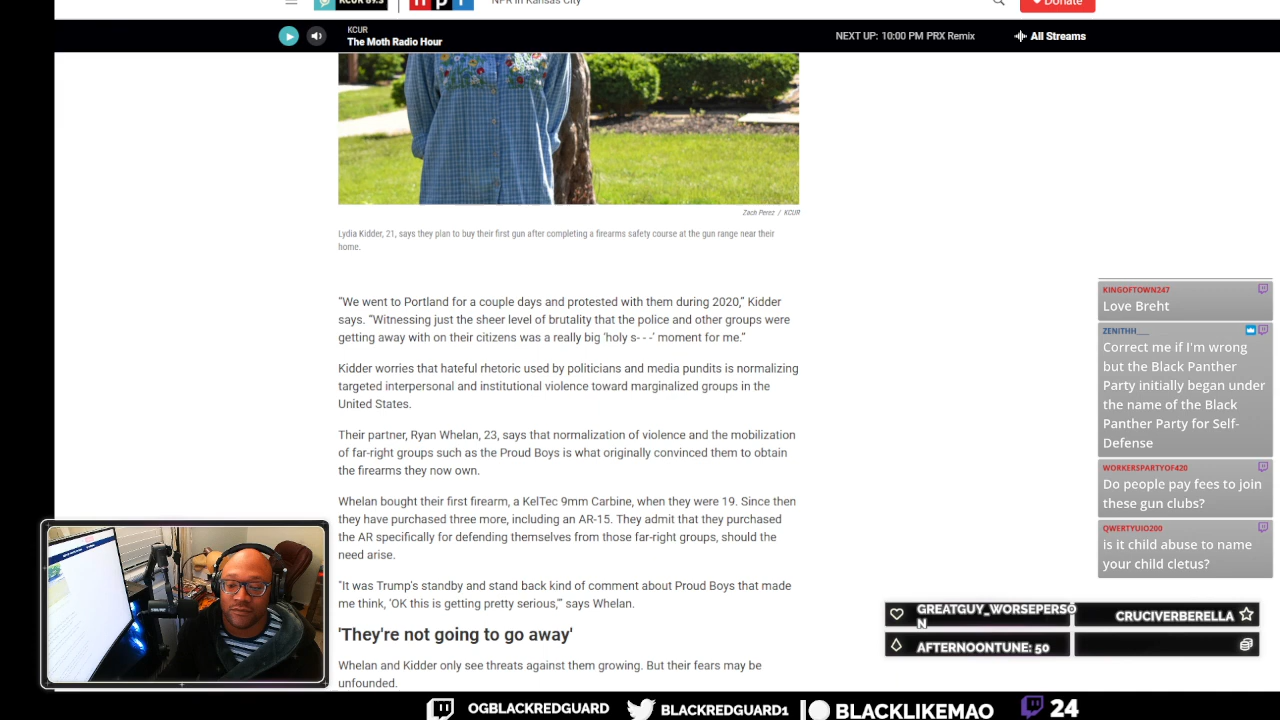 KCUR 89.3
npr
NPR in Kansas City
Donate
KCUR
The Moth Radio Hour
NEXT UP: 10:00 PM PRX Remix
All Streams
Zach Perez / KCUR
Lydia Kidder, 21, says they plan to buy their first gun after completing a firearms safety course at the gun range near their
home.
"We went to Portland for a couple days and protested with them during 2020," Kidder
says. "Witnessing just the sheer level of brutality that the police and other groups were
getting away with on their citizens was a really big 'holy s- - -' moment for me."
Kidder worries that hateful rhetoric used by politicians and media pundits is normalizing
targeted interpersonal and institutional violence toward marginalized groups in the
United States.
Their partner, Ryan Whelan, 23, says that normalization of violence and the mobilization
of far-right groups such as the Proud Boys is what originally convinced them to obtain
the firearms they now own.
Whelan bought their first firearm, a KelTec 9mm Carbine, when they were 19. Since then
they have purchased three more, including an AR-15. They admit that they purchased
the AR specifically for defending themselves from those far-right groups, should the
need arise.
"It was Trump's standby and stand back kind of comment about Proud Boys that made
me think, 'OK this is getting pretty serious,'" says Whelan.
'They're not going to go away'
Whelan and Kidder only see threats against them growing. But their fears may be
unfounded.
KINGOFTOWN247
Love Breht
ZENITHH___
Correct me if I'm wrong
but the Black Panther
Party initially began under
the name of the Black
Panther Party for Self-
Defense
WORKERSPARTYOF420
Do people pay fees to join
these gun clubs?
QWERTYUIO200
is it child abuse to name
your child cletus?
GREATGUY_WORSEPERSO
N
CRUCIVERBERELLA
AFTERNOONTUNE: 50
OGBLACKREDGUARD
BLACKREDGUARD1
BLACKLIKEMAO
24